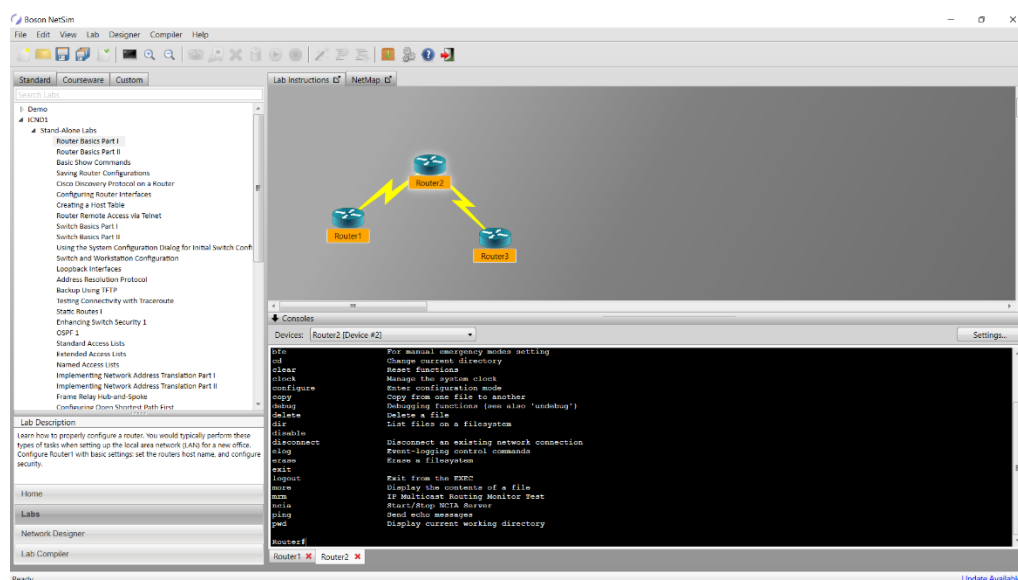 Boson NetSim
File Edit View Lab Designer Compiler Help
Standard Courseware Custom
Search Labs
Demo
ICND1
Stand-Alone Labs
Router Basics Part I
Router Basics Part II
Basic Show Commands
Saving Router Configurations
Cisco Discovery Protocol on a Router
Configuring Router Interfaces
Creating a Host Table
Router Remote Access via Telnet
Switch Basics Part I
Switch Basics Part II
Using the System Configuration Dialog for Initial Switch Confi
Switch and Workstation Configuration
Loopback Interfaces
Address Resolution Protocol
Backup Using TFTP
Testing Connectivity with Traceroute
Static Routes I
Enhancing Switch Security 1
OSPF 1
Standard Access Lists
Extended Access Lists
Named Access Lists
Implementing Network Address Translation Part I
Implementing Network Address Translation Part II
Frame Relay Hub-and-Spoke
Configuring Open Shortest Path First
Lab Description
Learn how to properly configure a router. You would typically perform these
types of tasks when setting up the local area network (LAN) for a new office.
Configure Router1 with basic settings: set the routers host name, and configure
security.
Home
Labs
Network Designer
Lab Compiler
Ready
Lab Instructions NetMap
Router2
Router1
Router3
Consoles
Devices: Router2 [Device #2] Settings...
bfe For manual emergency modes setting
cd Change current directory
clear Reset functions
clock Manage the system clock
configure Enter configuration mode
copy Copy from one file to another
debug Debugging functions (see also 'undebug')
delete Delete a file
dir List files on a filesystem
disable
disconnect Disconnect an existing network connection
elog Event-logging control commands
erase Erase a filesystem
exit
logout Exit from the EXEC
more Display the contents of a file
mrm IP Multicast Routing Monitor Test
ncia Start/Stop NCIA Server
ping Send echo messages
pwd Display current working directory
Router#
Router1 Router2
Update Available